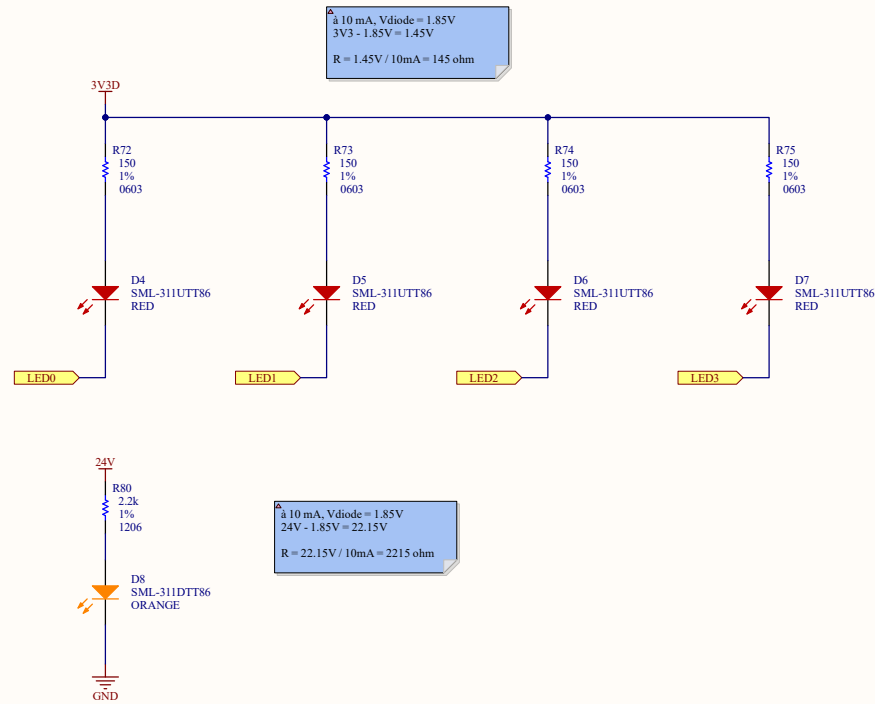 à 10 mA, Vdiode = 1.85V
3V3 - 1.85V = 1.45V
R = 1.45V / 10mA = 145 ohm
3V3D
R72
150
1%
0603
R73
150
1%
0603
R74
150
1%
0603
R75
150
1%
0603
D4
SML-311UTT86
RED
D5
SML-311UTT86
RED
D6
SML-311UTT86
RED
D7
SML-311UTT86
RED
LED0
LED1
LED2
LED3
24V
R80
2.2k
1%
1206
à 10 mA, Vdiode = 1.85V
24V - 1.85V = 22.15V
R = 22.15V / 10mA = 2215 ohm
D8
SML-311DTT86
ORANGE
GND